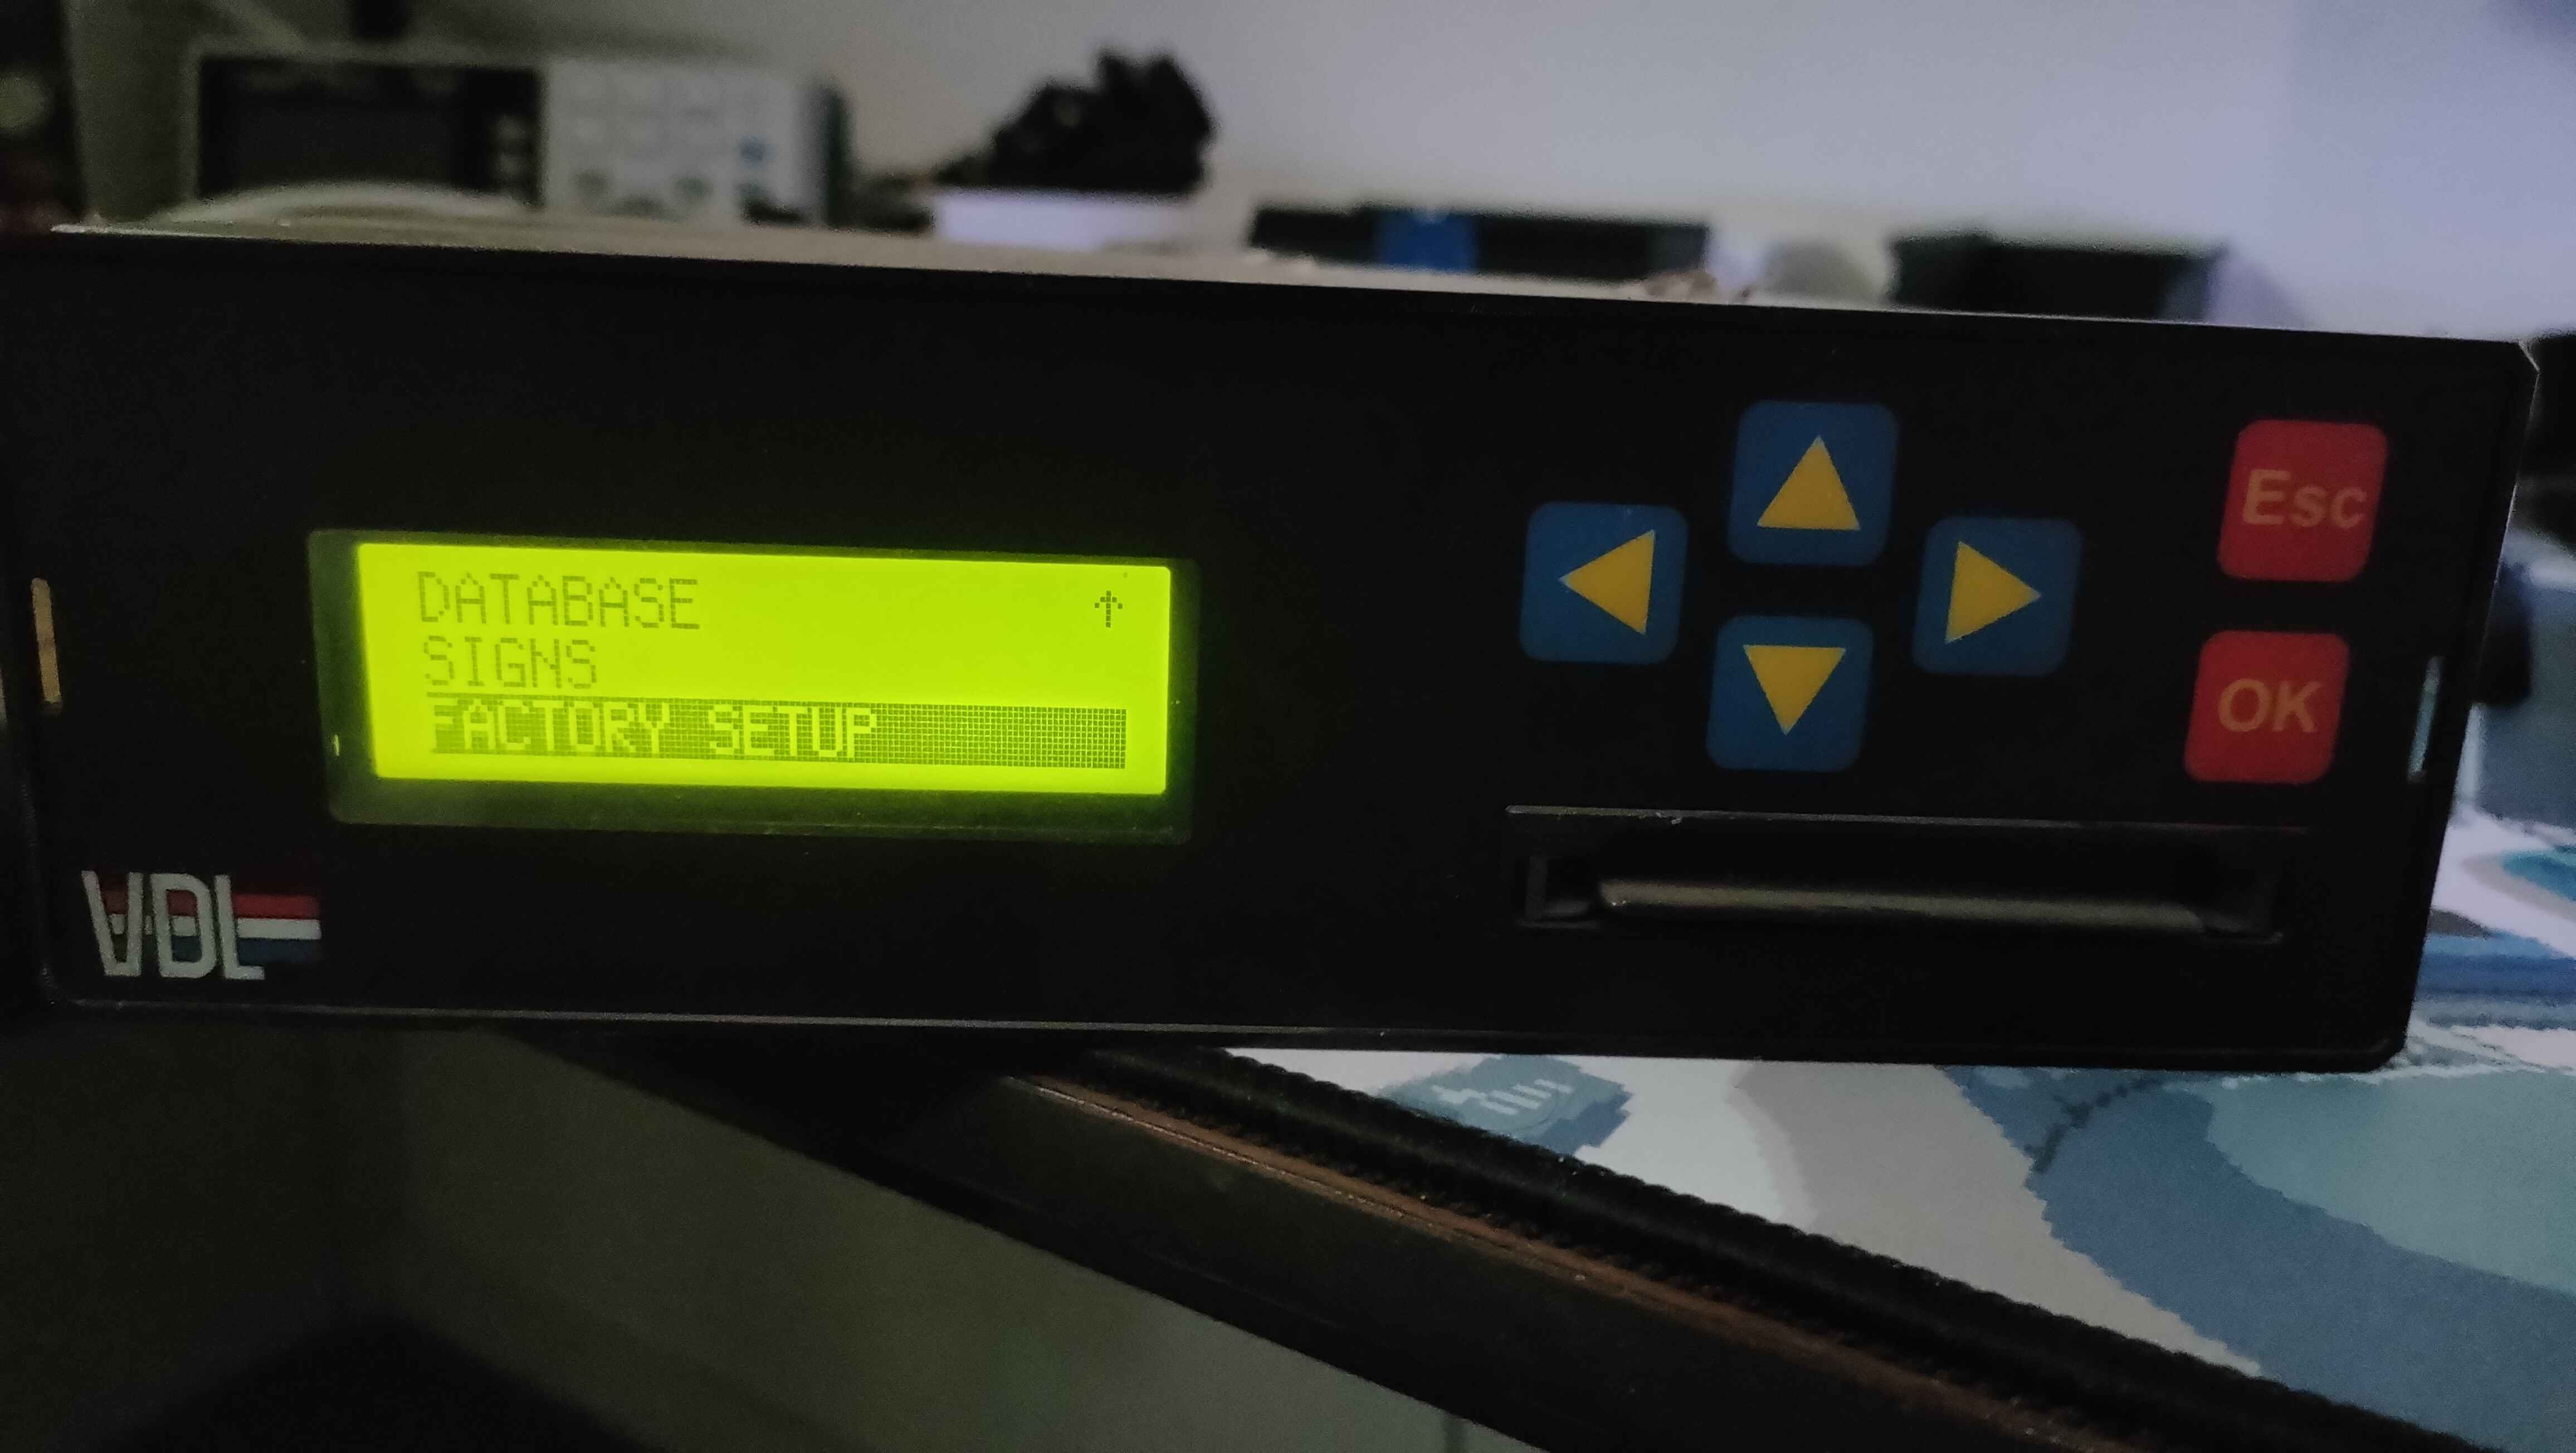 DATABASE ↑
SIGNS
FACTORY SETUP
Esc
OK
VDL